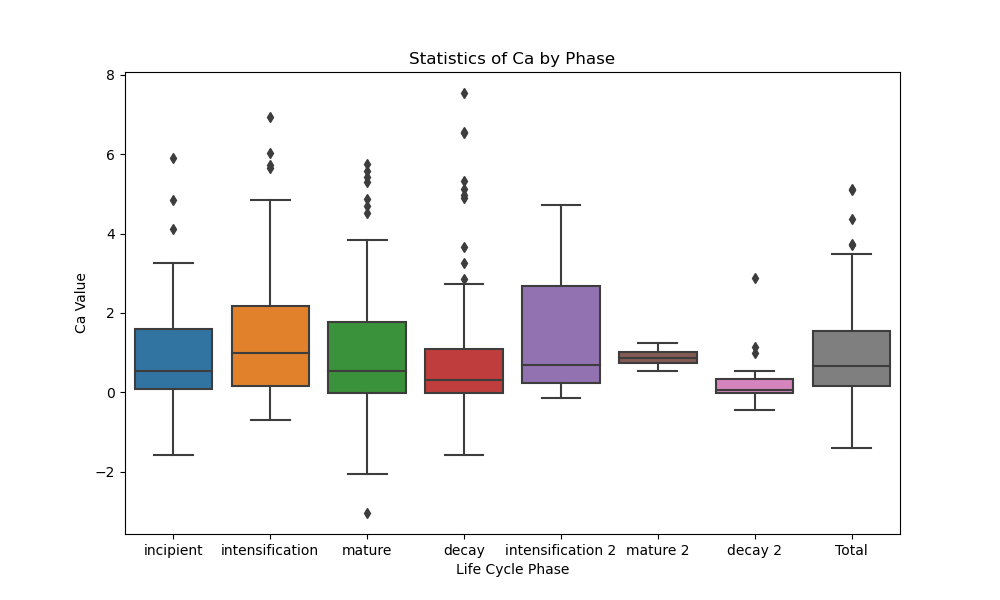 Statistics of Ca by Phase
8
6
4
2
0
−2
Ca Value
incipient intensification mature decay intensification 2 mature 2 decay 2 Total
Life Cycle Phase